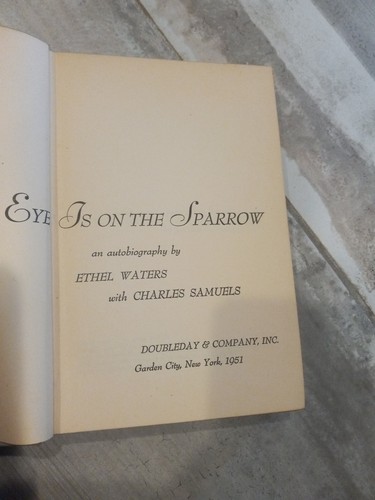 EYE IS ON THE SPARROW
an autobiography by
ETHEL WATERS
with CHARLES SAMUELS
DOUBLEDAY & COMPANY, INC.
Garden City, New York, 1951